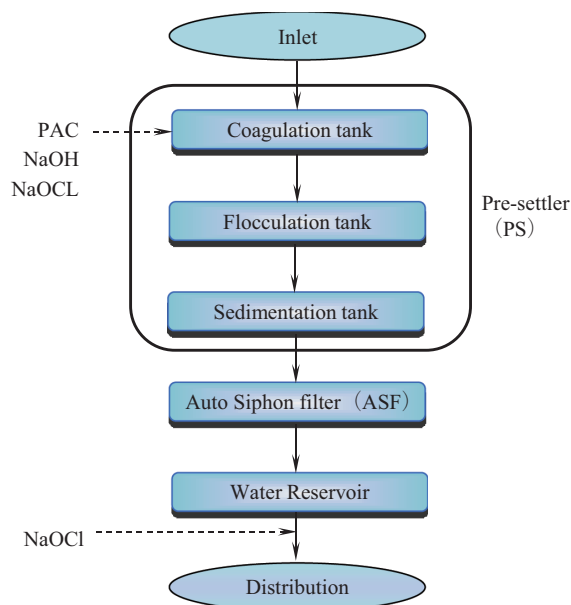 Inlet
Coagulation tank
PAC
NaOH
NaOCL
Flocculation tank
Pre-settler
（PS）
Sedimentation tank
Auto Siphon filter（ASF）
Water Reservoir
NaOCl
Distribution